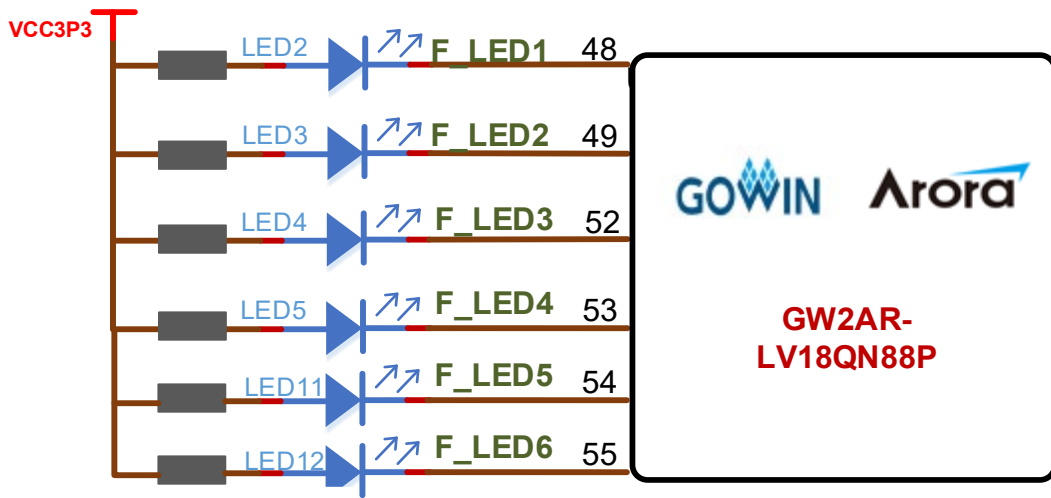 VCC3P3
LED2 F_LED1 48
LED3 F_LED2 49
LED4 F_LED3 52
LED5 F_LED4 53
LED11 F_LED5 54
LED12 F_LED6 55
GOWIN Arora
GW2AR-
LV18QN88P